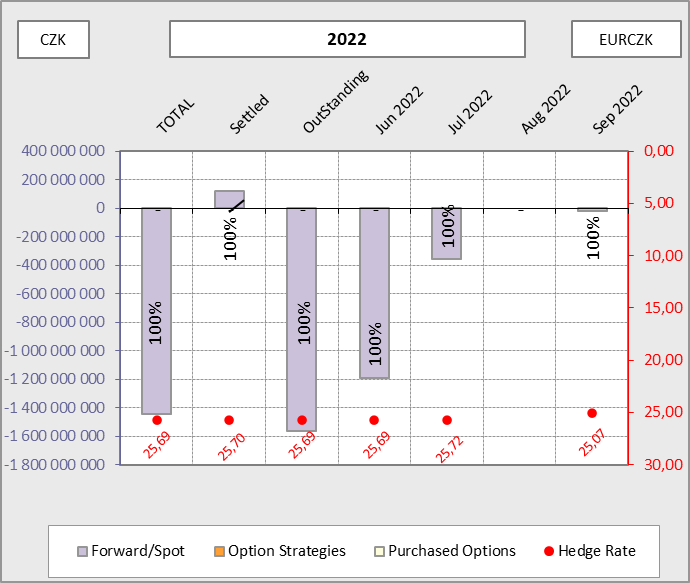 CZK
2022
EURCZK
TOTAL
Settled
OutStanding
Jun 2022
Jul 2022
Aug 2022
Sep 2022
400 000 000
200 000 000
0
-200 000 000
-400 000 000
-600 000 000
-800 000 000
-1 000 000 000
-1 200 000 000
-1 400 000 000
-1 600 000 000
-1 800 000 000
0,00
5,00
10,00
15,00
20,00
25,00
30,00
100%
100%
100%
100%
100%
100%
25,69
25,70
25,69
25,69
25,72
25,07
Forward/Spot
Option Strategies
Purchased Options
Hedge Rate